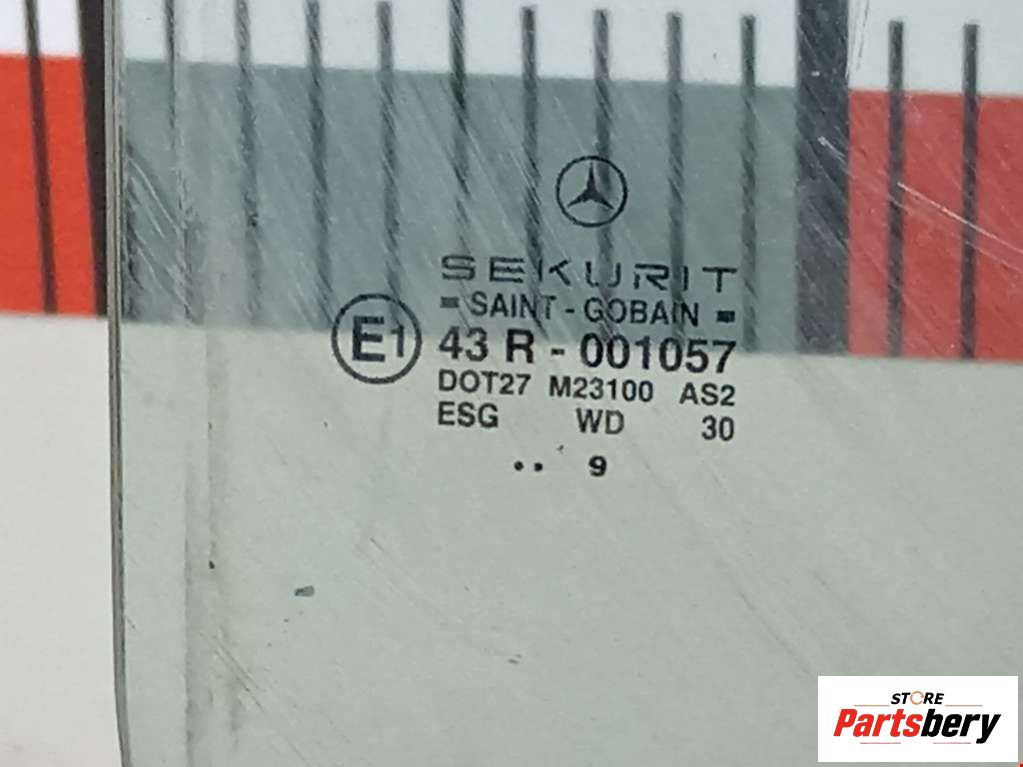 SEKURIT
SAINT-GOBAIN
E1 43 R - 001057
DOT27 M23100 AS2
ESG WD 30
.. 9
STORE
Partsbery